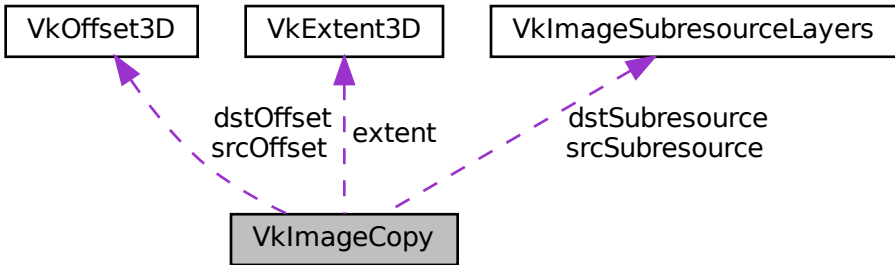 VkOffset3D
VkExtent3D
VkImageSubresourceLayers
dstOffset
srcOffset
extent
dstSubresource
srcSubresource
VkImageCopy